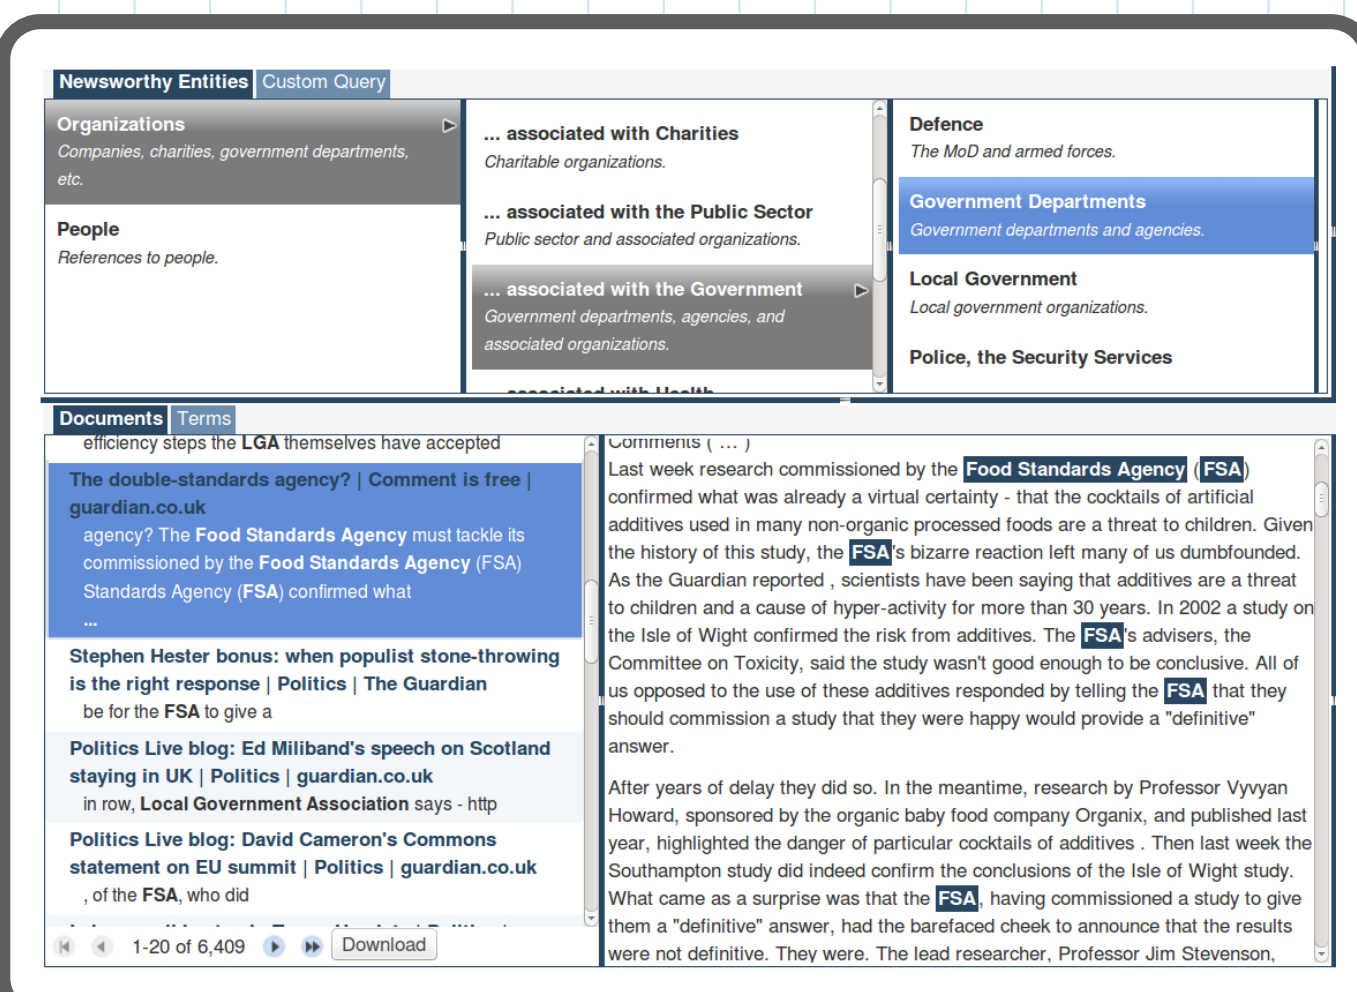 Newsworthy Entities
Custom Query
Organizations
Companies, charities, government departments,
etc.
People
References to people.
... associated with Charities
Charitable organizations.
... associated with the Public Sector
Public sector and associated organizations.
... associated with the Government
Government departments, agencies, and
associated organizations.
... associated with Health
Defence
The MoD and armed forces.
Government Departments
Government departments and agencies.
Local Government
Local government organizations.
Police, the Security Services
Documents
Terms
efficiency steps the LGA themselves have accepted
The double-standards agency? | Comment is free |
guardian.co.uk
agency? The Food Standards Agency must tackle its
commissioned by the Food Standards Agency (FSA)
Standards Agency (FSA) confirmed what
...
Stephen Hester bonus: when populist stone-throwing
is the right response | Politics | The Guardian
be for the FSA to give a
Politics Live blog: Ed Miliband's speech on Scotland
staying in UK | Politics | guardian.co.uk
in row, Local Government Association says - http
Politics Live blog: David Cameron's Commons
statement on EU summit | Politics | guardian.co.uk
, of the FSA, who did
1-20 of 6,409
Download
Comments ( ... )
Last week research commissioned by the Food Standards Agency (FSA)
confirmed what was already a virtual certainty - that the cocktails of artificial
additives used in many non-organic processed foods are a threat to children. Given
the history of this study, the FSA's bizarre reaction left many of us dumbfounded.
As the Guardian reported , scientists have been saying that additives are a threat
to children and a cause of hyper-activity for more than 30 years. In 2002 a study on
the Isle of Wight confirmed the risk from additives. The FSA's advisers, the
Committee on Toxicity, said the study wasn't good enough to be conclusive. All of
us opposed to the use of these additives responded by telling the FSA that they
should commission a study that they were happy would provide a "definitive"
answer.
After years of delay they did so. In the meantime, research by Professor Vyvyan
Howard, sponsored by the organic baby food company Organix, and published last
year, highlighted the danger of particular cocktails of additives . Then last week the
Southampton study did indeed confirm the conclusions of the Isle of Wight study.
What came as a surprise was that the FSA, having commissioned a study to give
them a "definitive" answer, had the barefaced cheek to announce that the results
were not definitive. They were. The lead researcher, Professor Jim Stevenson,